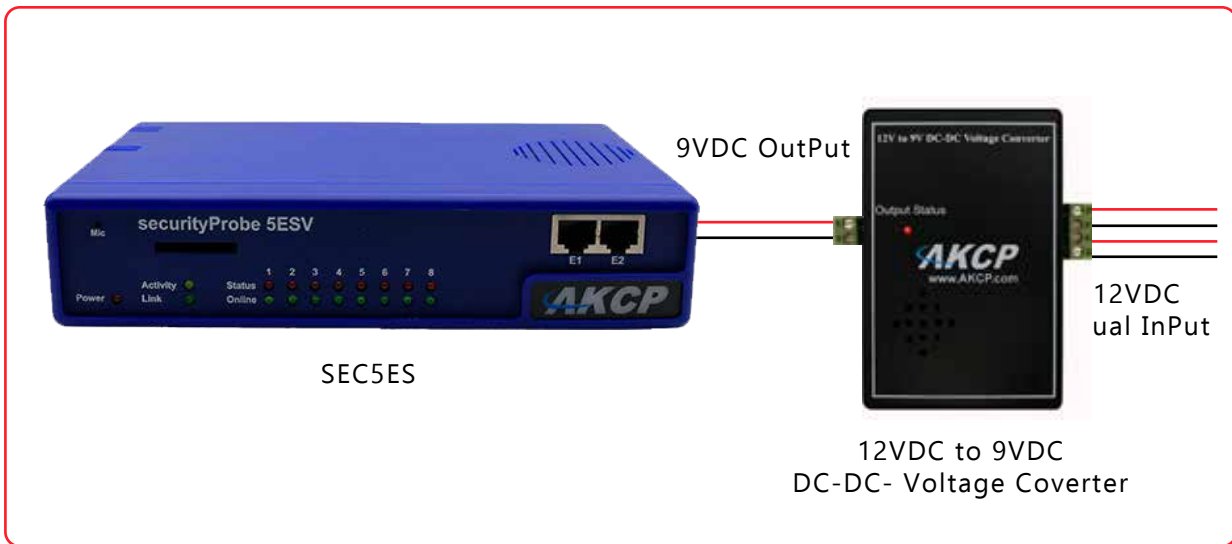 9VDC OutPut
12V to 9V DC-DC Voltage Converter
securityProbe 5ESV
Mic
Output Status
E1 E2
AKCP
www.AKCP.com
1 2 3 4 5 6 7 8
Activity Status
Power Link Online
AKCP
12VDC
ual InPut
SEC5ES
12VDC to 9VDC
DC-DC- Voltage Coverter